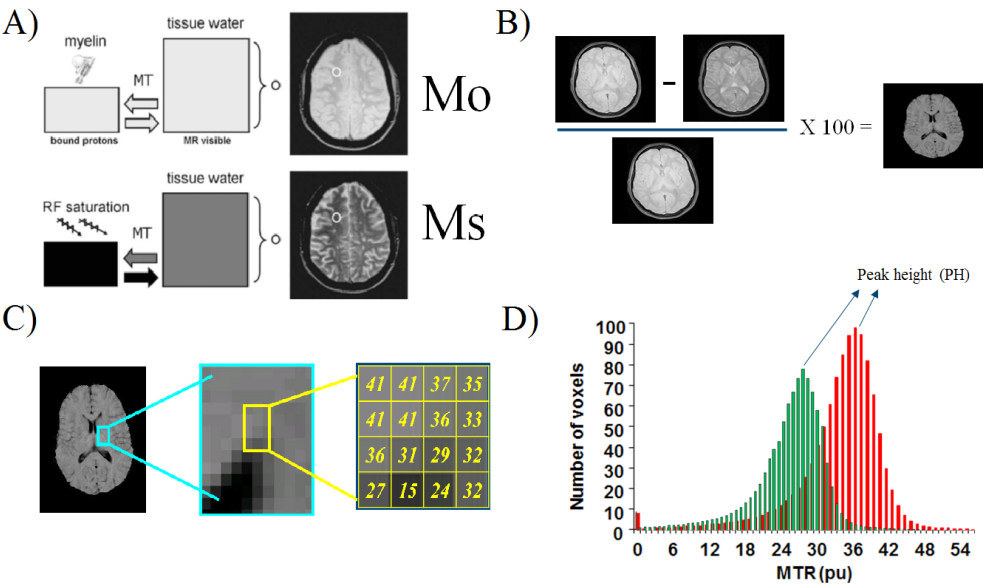 A)
tissue water
myelin
MT
bound protons
MR visible
Mo
tissue water
RF saturation
MT
Ms
B)
-
X 100 =
C)
41 41 37 35
41 41 36 33
36 31 29 32
27 15 24 32
D)
Peak height (PH)
Number of voxels
100
90
80
70
60
50
40
30
20
10
0
0 6 12 18 24 30 36 42 48 54
MTR (pu)